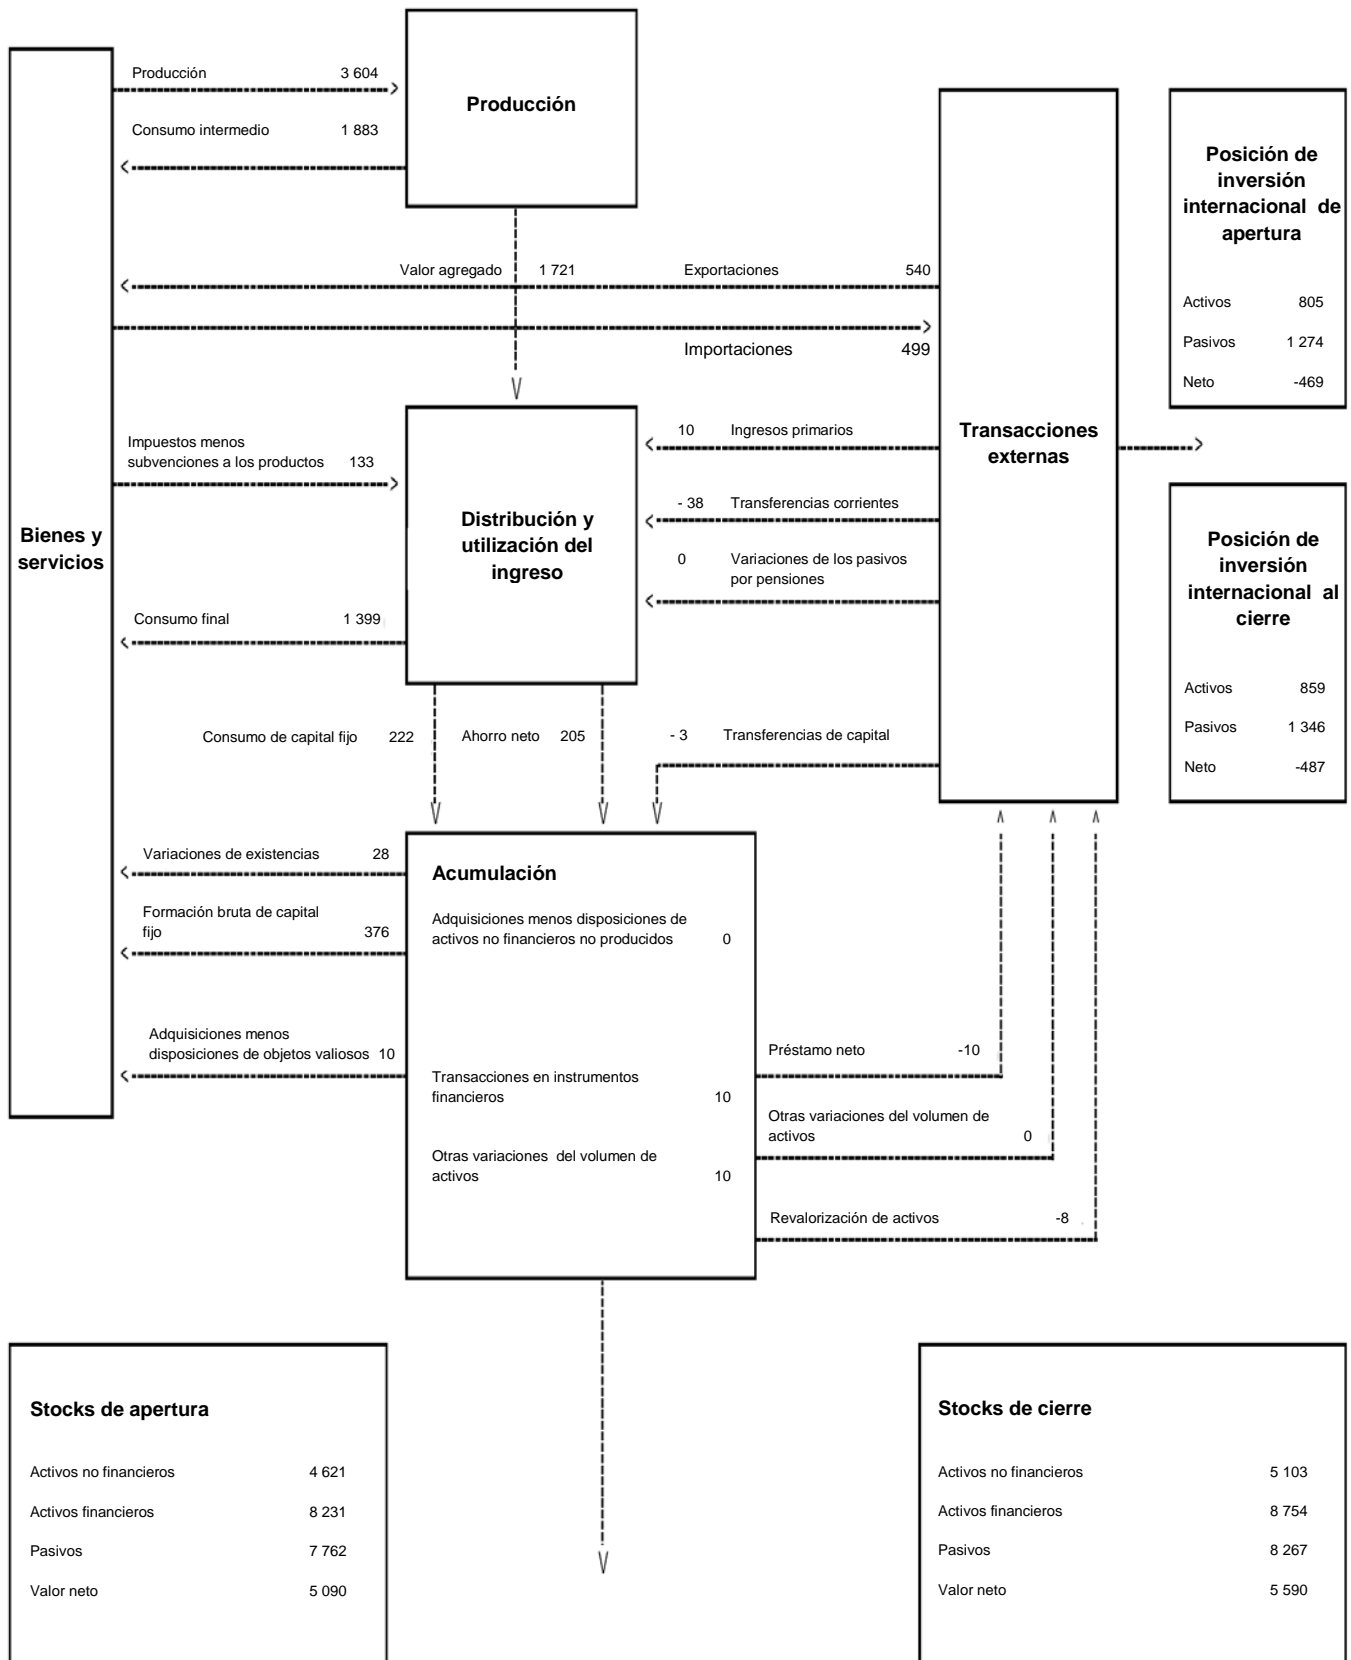 Producción 3 604
Producción
Consumo intermedio 1 883
Posición de
inversión
internacional de
apertura
Valor agregado 1 721 Exportaciones 540
Activos 805
Importaciones 499
Pasivos 1 274
Neto -469
Impuestos menos
subvenciones a los productos 133
10 Ingresos primarios
Transacciones
externas
- 38 Transferencias corrientes
Bienes y
servicios
Distribución y
utilización del
ingreso
0 Variaciones de los pasivos
por pensiones
Posición de
inversión
internacional al
cierre
Consumo final 1 399
Activos 859
Pasivos 1 346
Neto -487
Consumo de capital fijo 222 Ahorro neto 205 - 3 Transferencias de capital
Variaciones de existencias 28
Acumulación
Formación bruta de capital
fijo 376
Adquisiciones menos disposiciones de
activos no financieros no producidos 0
Adquisiciones menos
disposiciones de objetos valiosos 10
Préstamo neto -10
Transacciones en instrumentos
financieros 10
Otras variaciones del volumen de
activos 0
Otras variaciones del volumen de
activos 10
Revalorización de activos -8
Stocks de apertura
Activos no financieros 4 621
Activos financieros 8 231
Pasivos 7 762
Valor neto 5 090
Stocks de cierre
Activos no financieros 5 103
Activos financieros 8 754
Pasivos 8 267
Valor neto 5 590